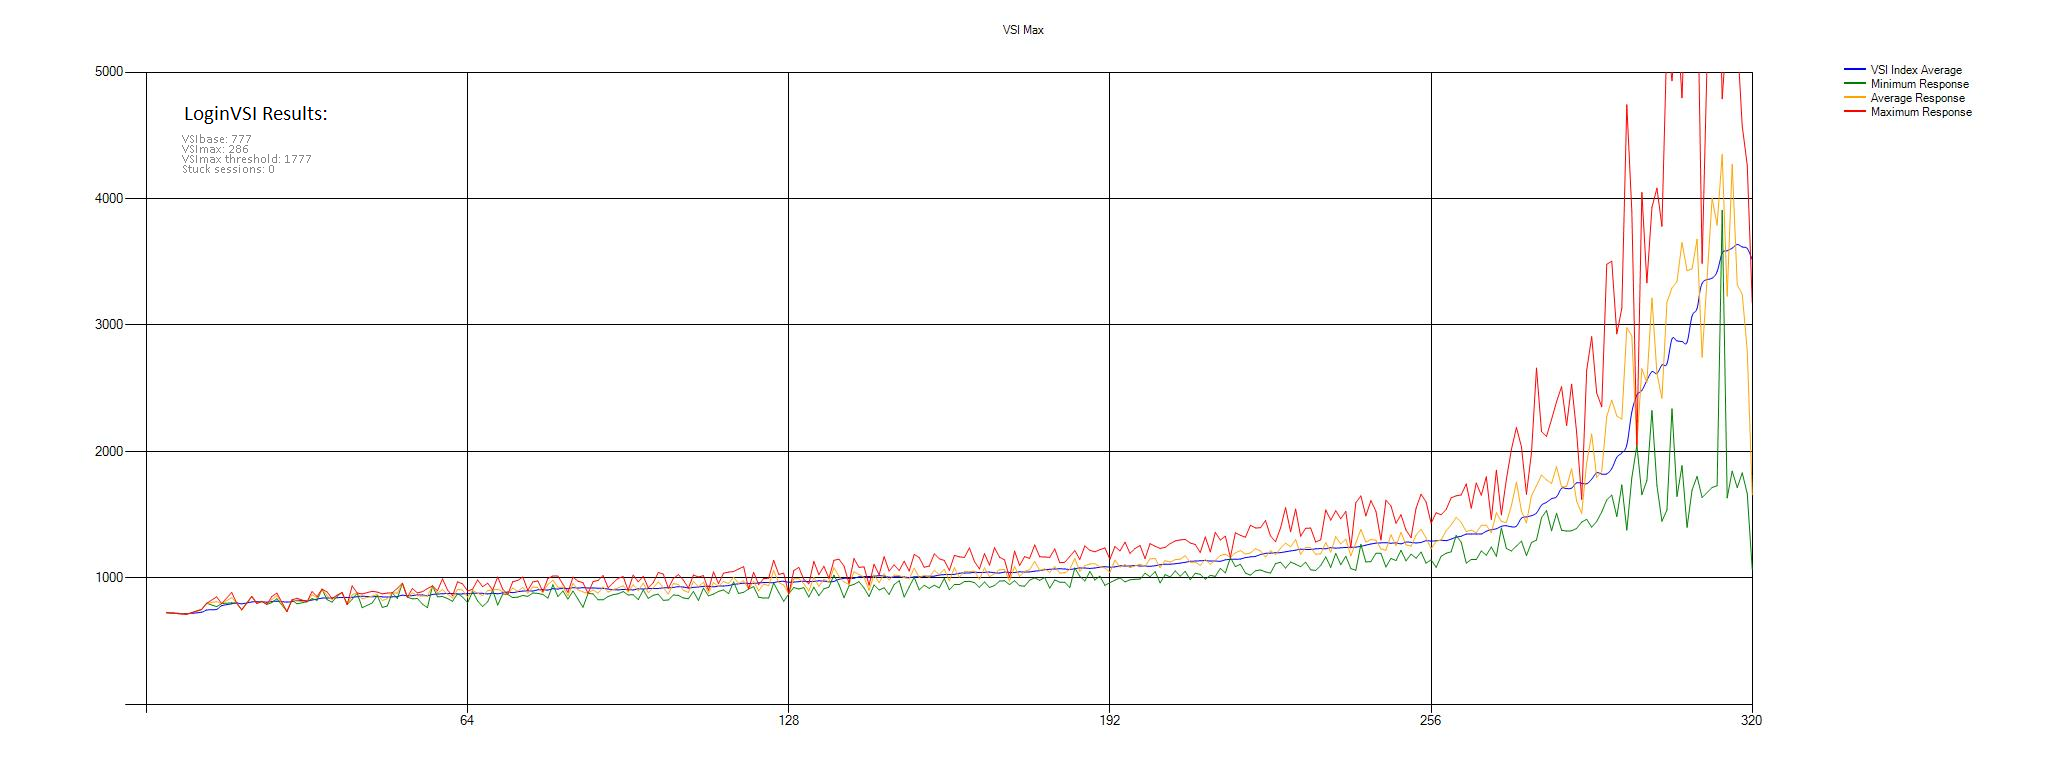 VSI Max
5000
4000
3000
2000
1000
LoginVSI Results:
VSIbase: 777
VSImax: 286
VSImax threshold: 1777
Stuck sessions: 0
VSI Index Average
Minimum Response
Average Response
Maximum Response
64
128
192
256
320